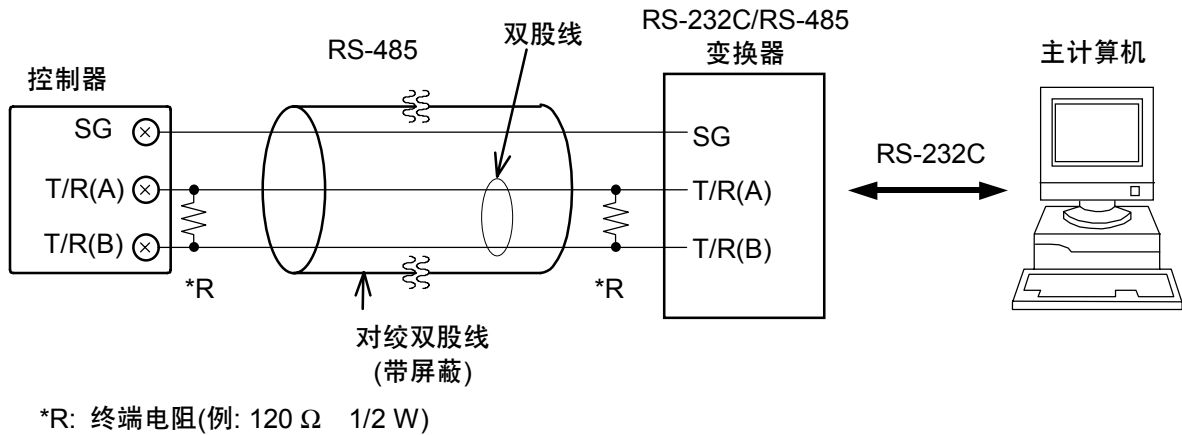 RS-232C/RS-485
变换器
RS-485
双股线
主计算机
控制器
SG
SG
RS-232C
T/R(A)
T/R(A)
T/R(B)
T/R(B)
*R
*R
对绞双股线
(带屏蔽)
*R: 终端电阻(例: 120 Ω 1/2 W)